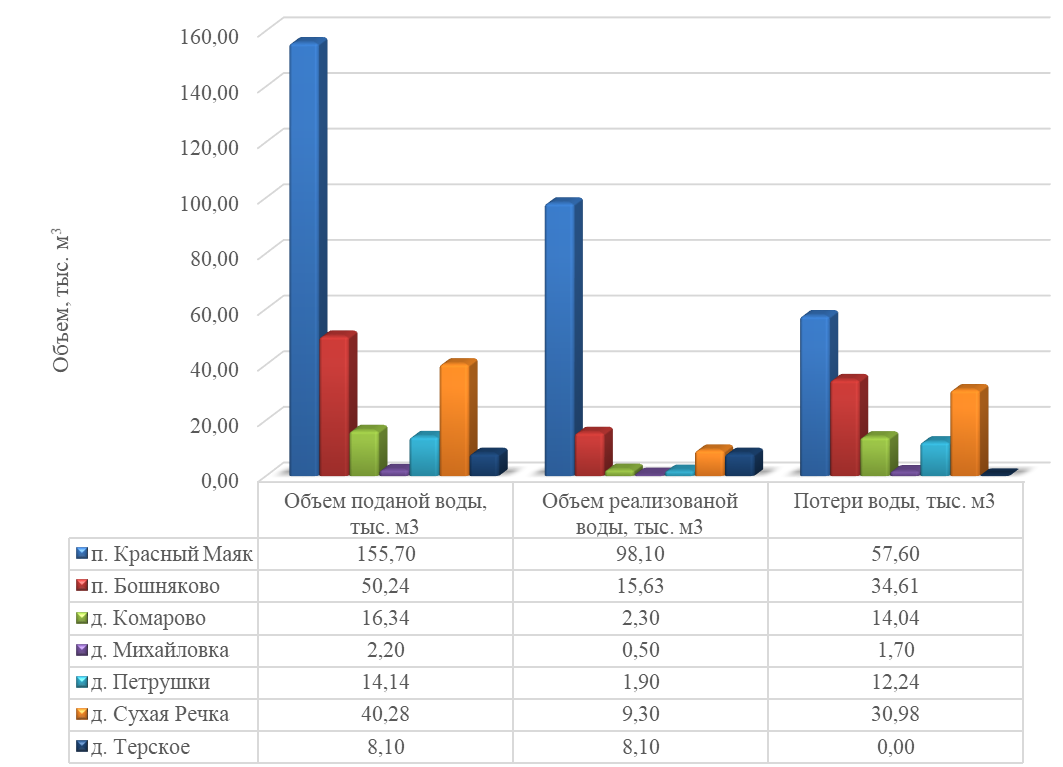 160,00
140,00
120,00
100,00
80,00
60,00
40,00
20,00
0,00
Объем, тыс. м³
Объем поданой воды,
тыс. м3
Объем реализованой
воды, тыс. м3
Потери воды, тыс. м3
п. Красный Маяк 155,70 98,10 57,60
п. Бошняково 50,24 15,63 34,61
д. Комарово 16,34 2,30 14,04
д. Михайловка 2,20 0,50 1,70
д. Петрушки 14,14 1,90 12,24
д. Сухая Речка 40,28 9,30 30,98
д. Терское 8,10 8,10 0,00